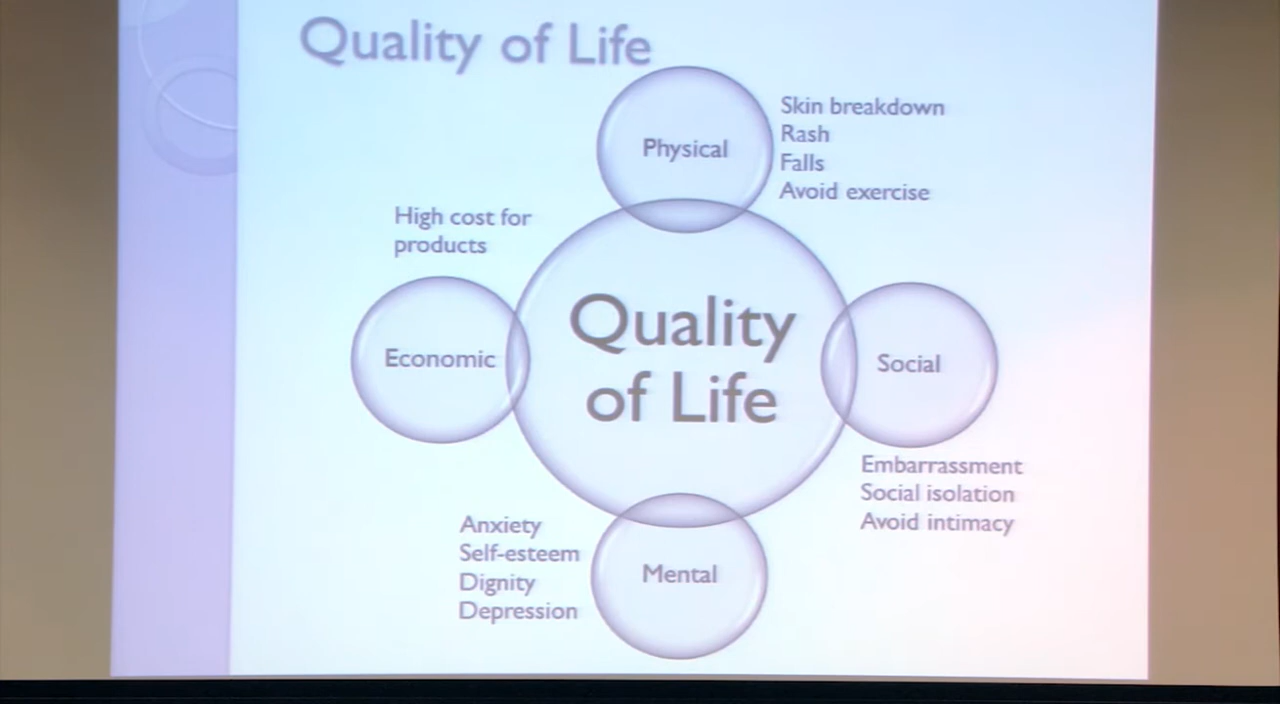 Quality of Life
Physical
Skin breakdown
Rash
Falls
Avoid exercise
High cost for
products
Economic
Quality
of Life
Social
Embarrassment
Social isolation
Avoid intimacy
Anxiety
Self-esteem
Dignity
Depression
Mental